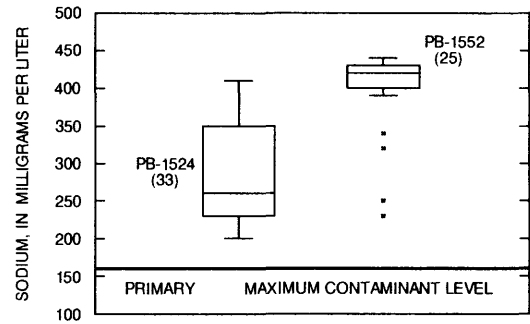 SODIUM, IN MILLIGRAMS PER LITER
500
450
400
350
300
250
200
150
100
PB-1552
(25)
PB-1524
(33)
PRIMARY MAXIMUM CONTAMINANT LEVEL